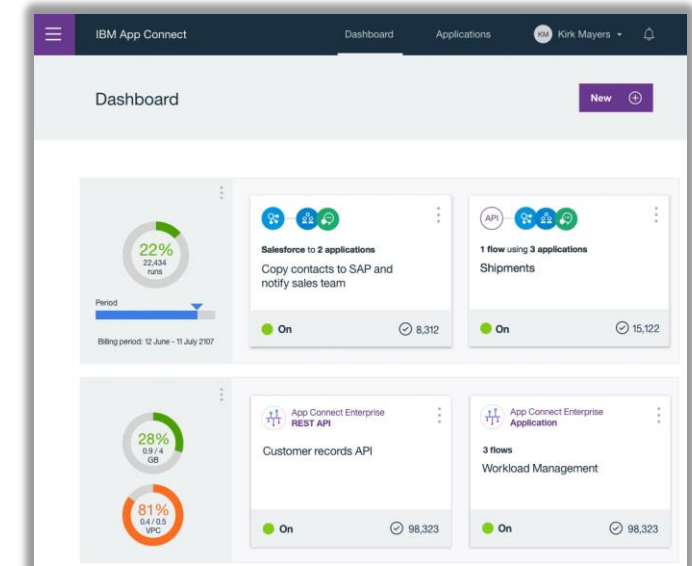 IBM App Connect
Dashboard
Applications
KM
Kirk Mayers
Dashboard
New
22%
22,434
runs
Period
Billing period: 12 June - 11 July 2107
Salesforce to 2 applications
Copy contacts to SAP and
notify sales team
On
8,312
API
1 flow using 3 applications
Shipments
On
15,122
28%
0.9 / 4
GB
81%
0.4 / 0.5
VPC
App Connect Enterprise
REST API
Customer records API
On
98,323
App Connect Enterprise
Application
3 flows
Workload Management
On
98,323